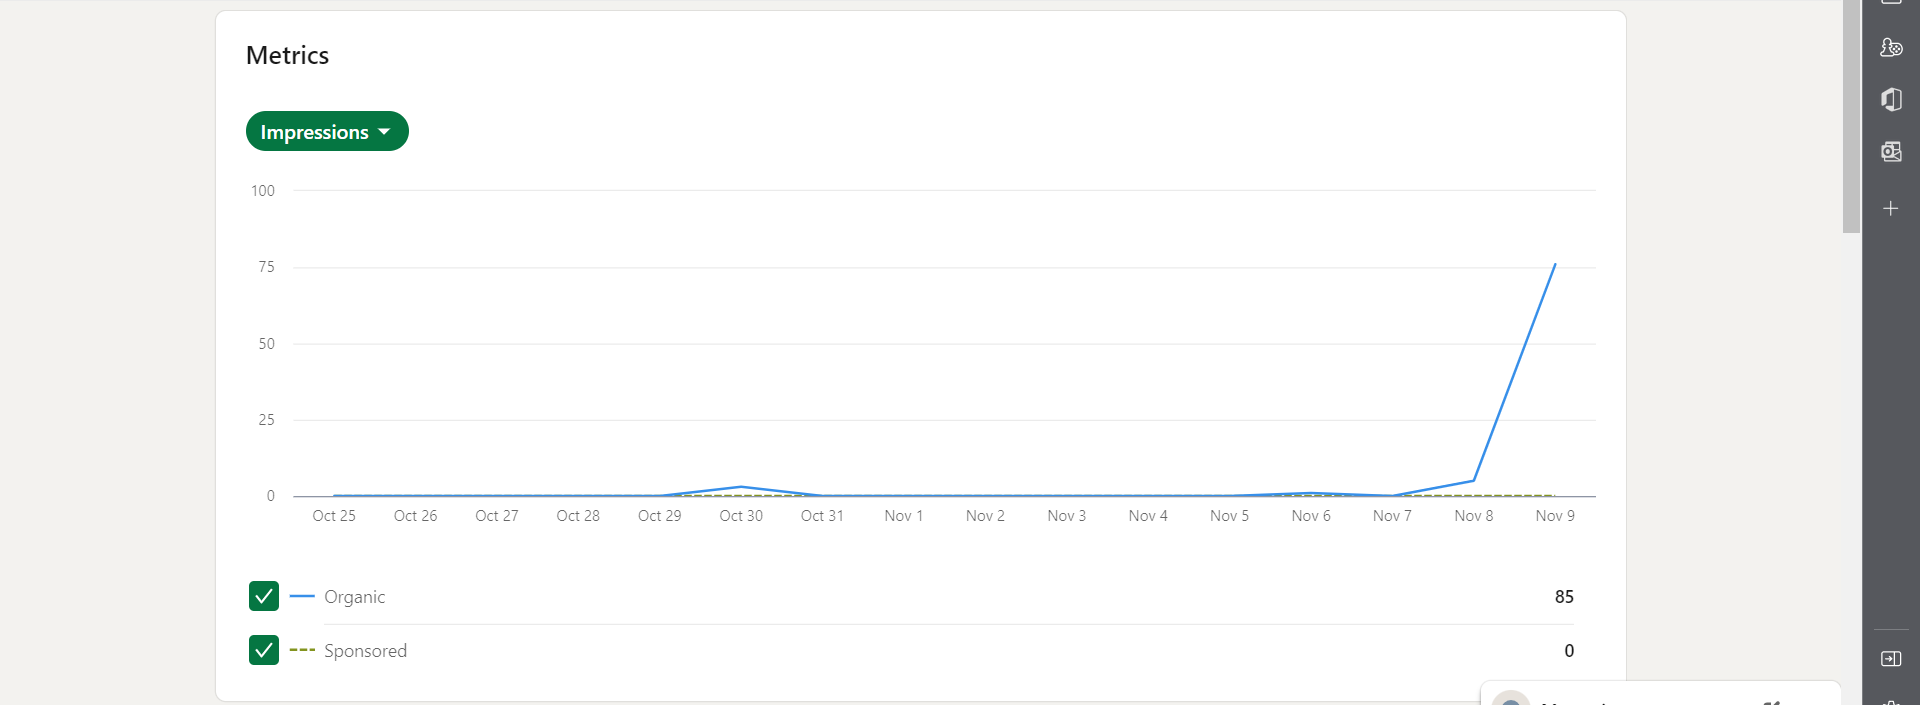 Metrics
Impressions
100
75
50
25
0
Oct 25 Oct 26 Oct 27 Oct 28 Oct 29 Oct 30 Oct 31 Nov 1 Nov 2 Nov 3 Nov 4 Nov 5 Nov 6 Nov 7 Nov 8 Nov 9
Organic 85
Sponsored 0